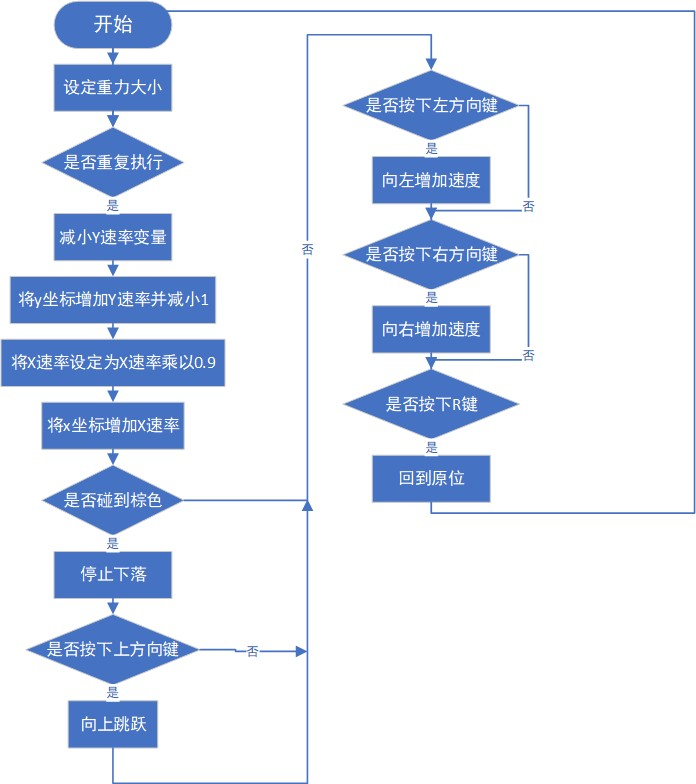 开始
设定重力大小
是否重复执行
是
减小Y速率变量
将y坐标增加Y速率并减小1
将X速率设定为X速率乘以0.9
将x坐标增加X速率
是否碰到棕色
是
停止下落
是否按下上方向键
否
是
向上跳跃
否
是否按下左方向键
是
向左增加速度
否
是否按下右方向键
是
向右增加速度
否
是否按下R键
是
回到原位